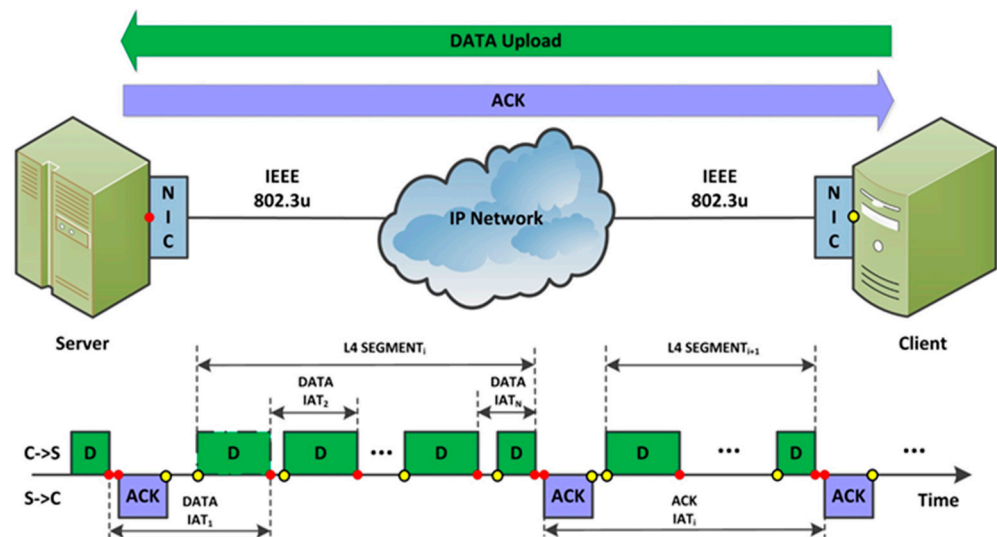 DATA Upload
ACK
N
I
C
IEEE
802.3u
IP Network
IEEE
802.3u
N
I
C
Server
Client
L4 SEGMENTᵢ
L4 SEGMENTᵢ₊₁
DATA
IAT₂
DATA
IAT_N
C->S
D
D
D
...
D
D
D
...
D
...
S->C
ACK
DATA
IAT₁
ACK
ACK
IATᵢ
ACK
Time